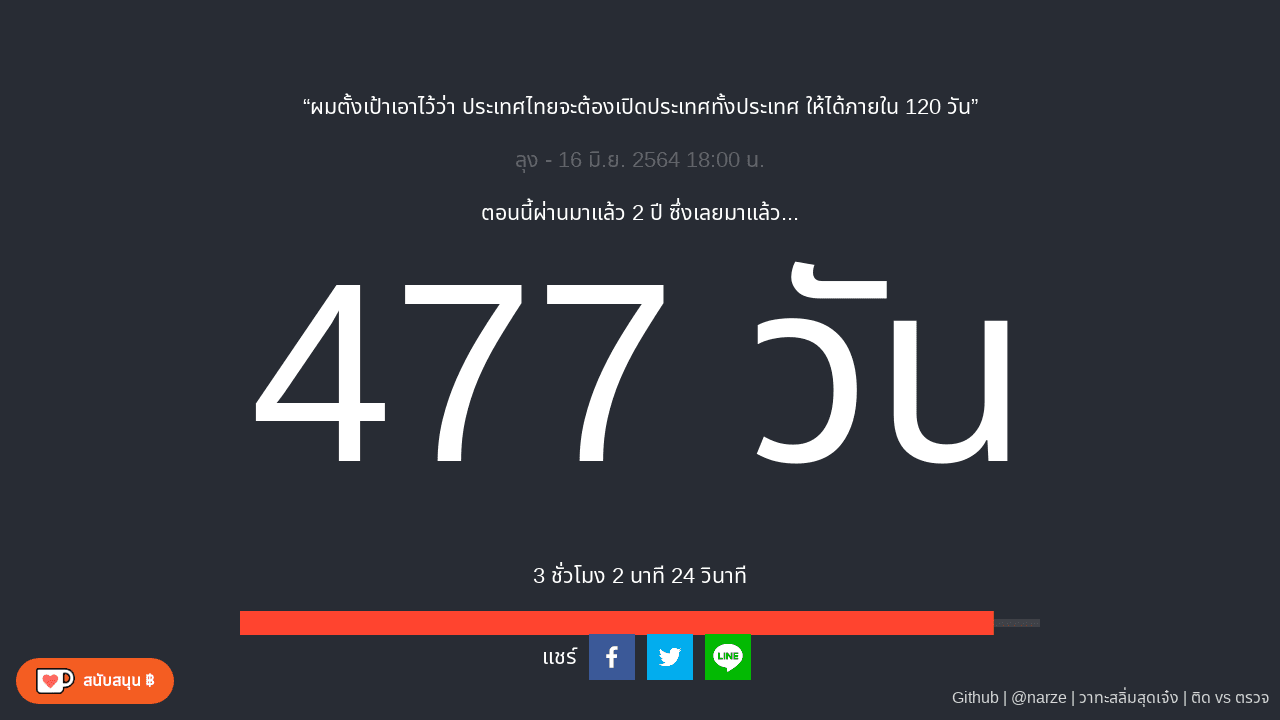 “ผมตั้งเป้าเอาไว้ว่า ประเทศไทยจะต้องเปิดประเทศทั้งประเทศ ให้ได้ภายใน 120 วัน”
ลุง - 16 มิ.ย. 2564 18:00 น.
ตอนนี้ผ่านมาแล้ว 2 ปี ซึ่งเลยมาแล้ว...
477 วัน
3 ชั่วโมง 2 นาที 24 วินาที
แชร์
LINE
สนับสนุน ฿
Github | @narze | วาทะสลิ่มสุดเจ๋ง | ติด vs ตรวจ